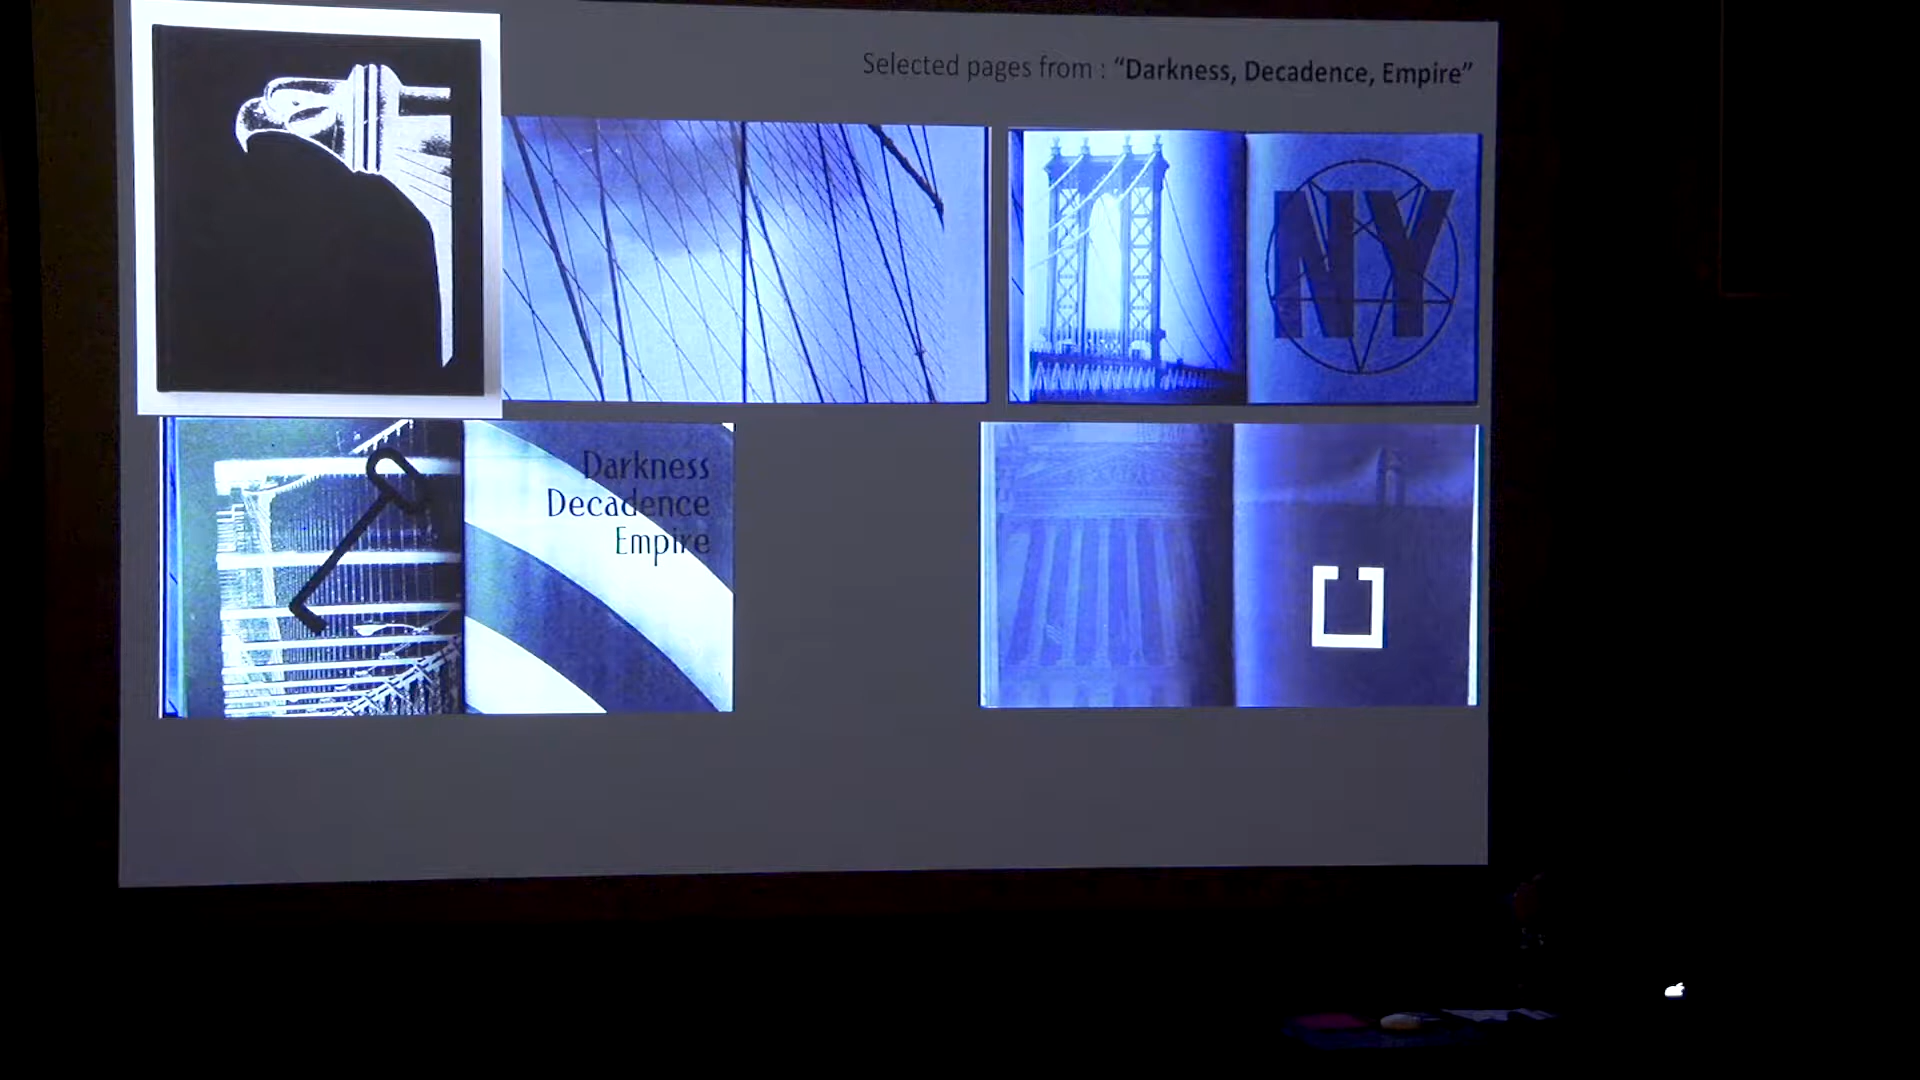 Selected pages from : “Darkness, Decadence, Empire”
NY
Darkness
Decadence
Empire